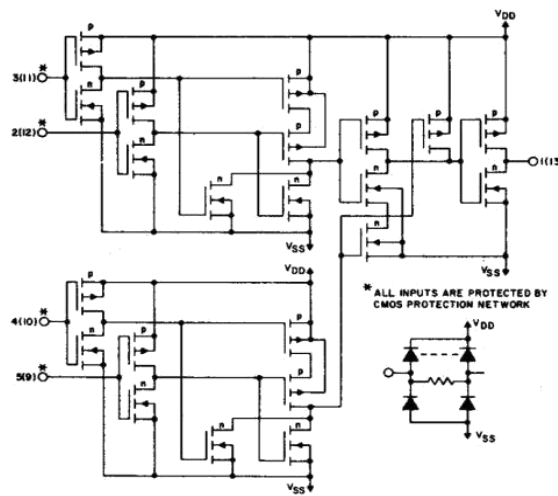 p
VDD
3(11)
*
n
p
p
2(12)
*
n
p
p
p
p
n
n
1(13
n
n
n
VSS
VDD
VSS
* ALL INPUTS ARE PROTECTED BY
CMOS PROTECTION NETWORK
p
4(10)
*
n
p
p
5(9)
*
n
p
n
n
VSS
VDD
VSS